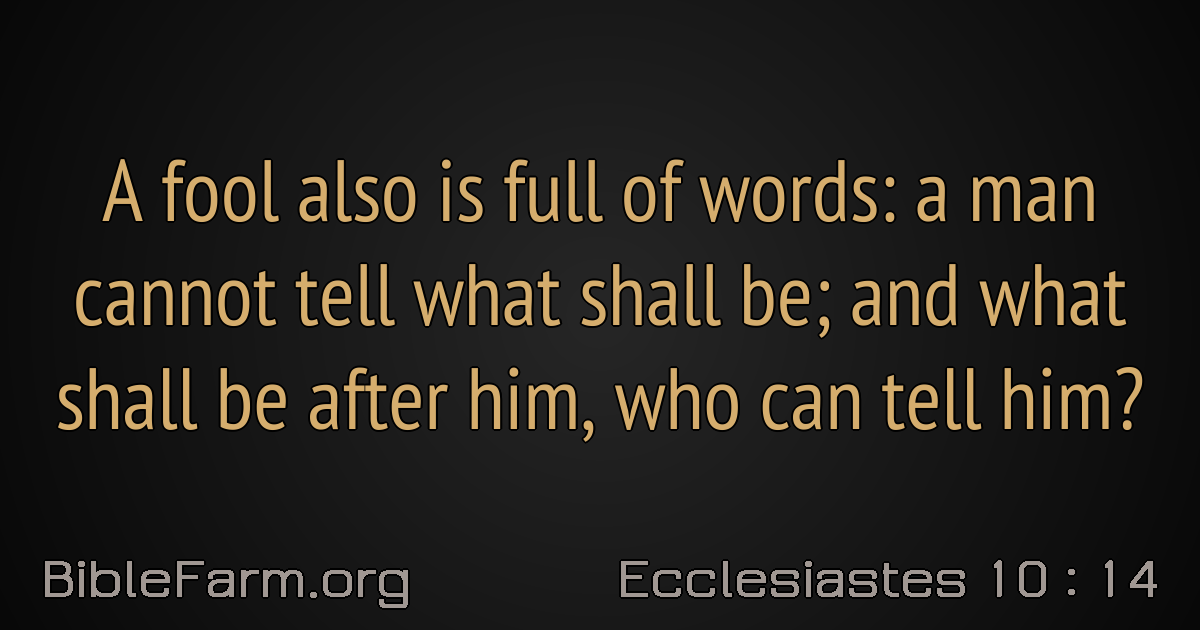 A fool also is full of words: a man
cannot tell what shall be; and what
shall be after him, who can tell him?
BibleFarm.org
Ecclesiastes 10 : 14